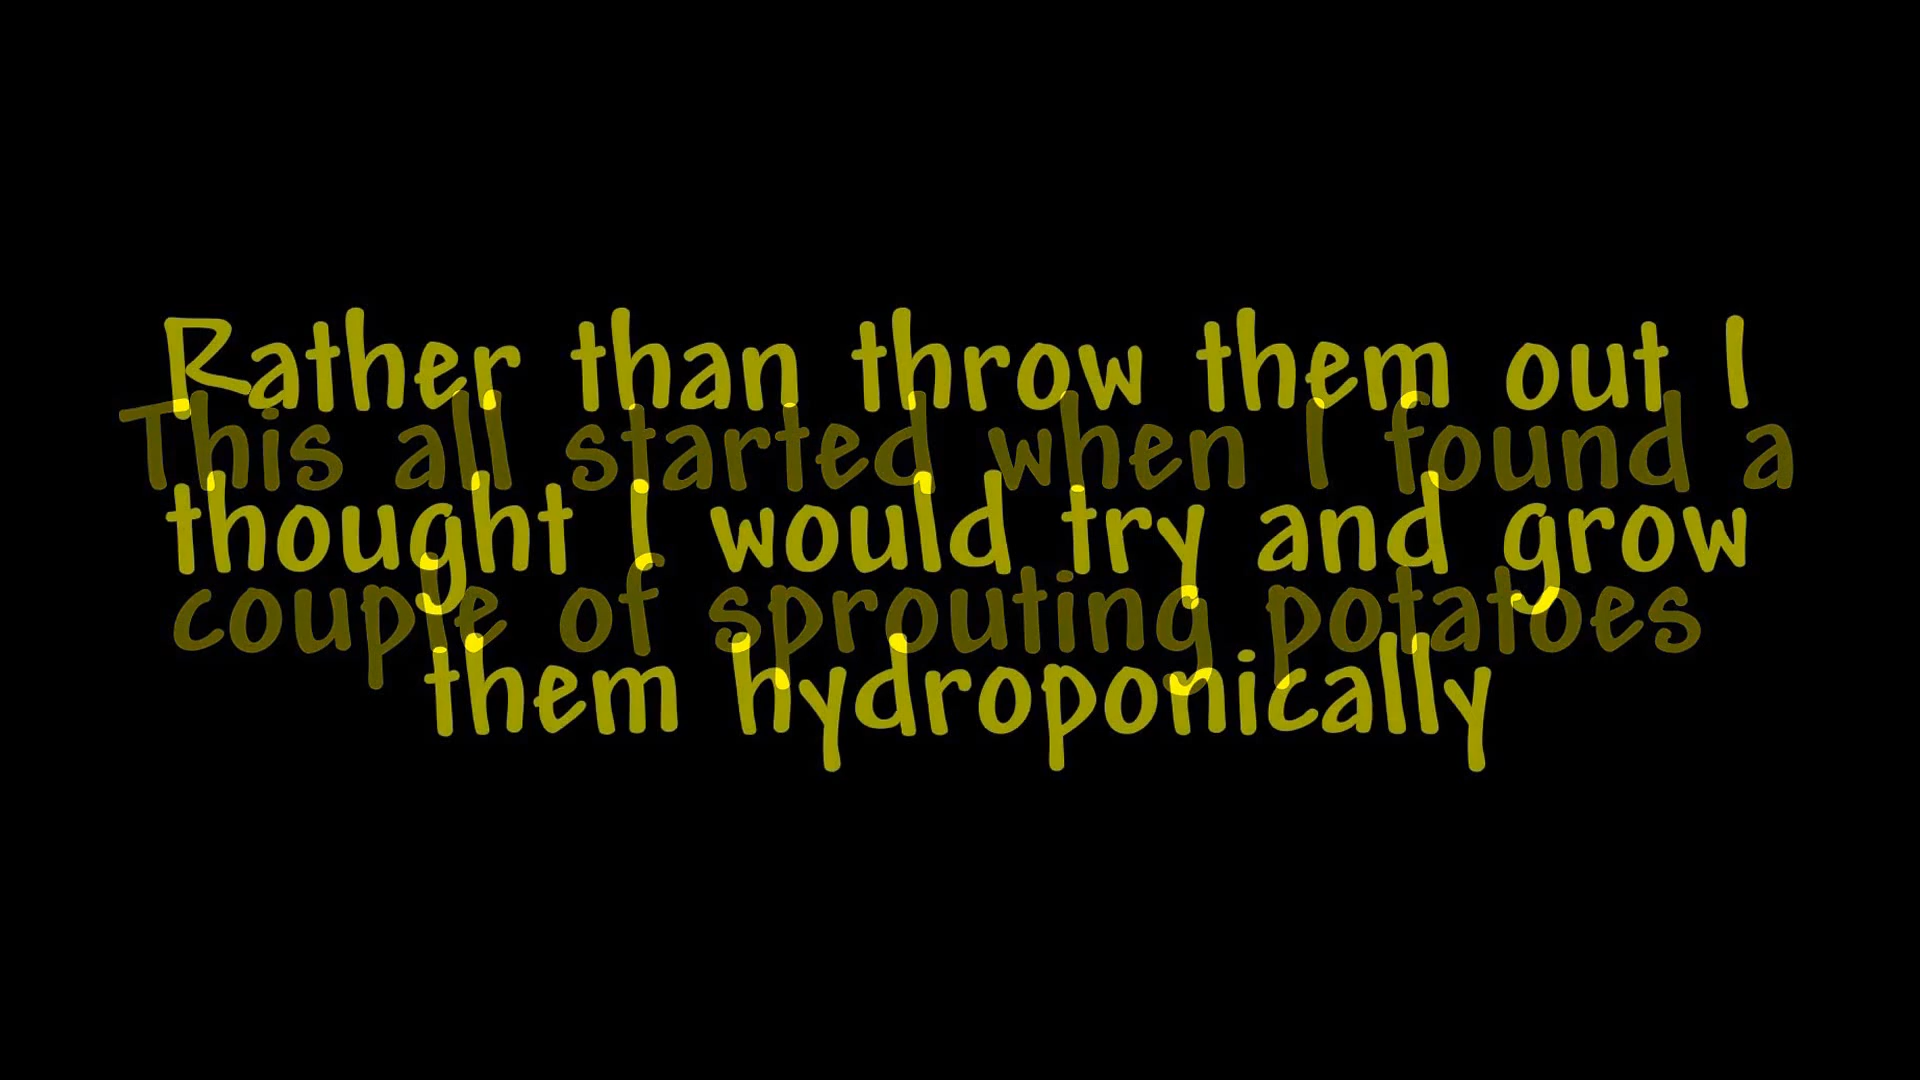 Rather than throw them out I
This all started when I found a
thought I would try and grow
couple of sprouting potatoes
them hydroponically